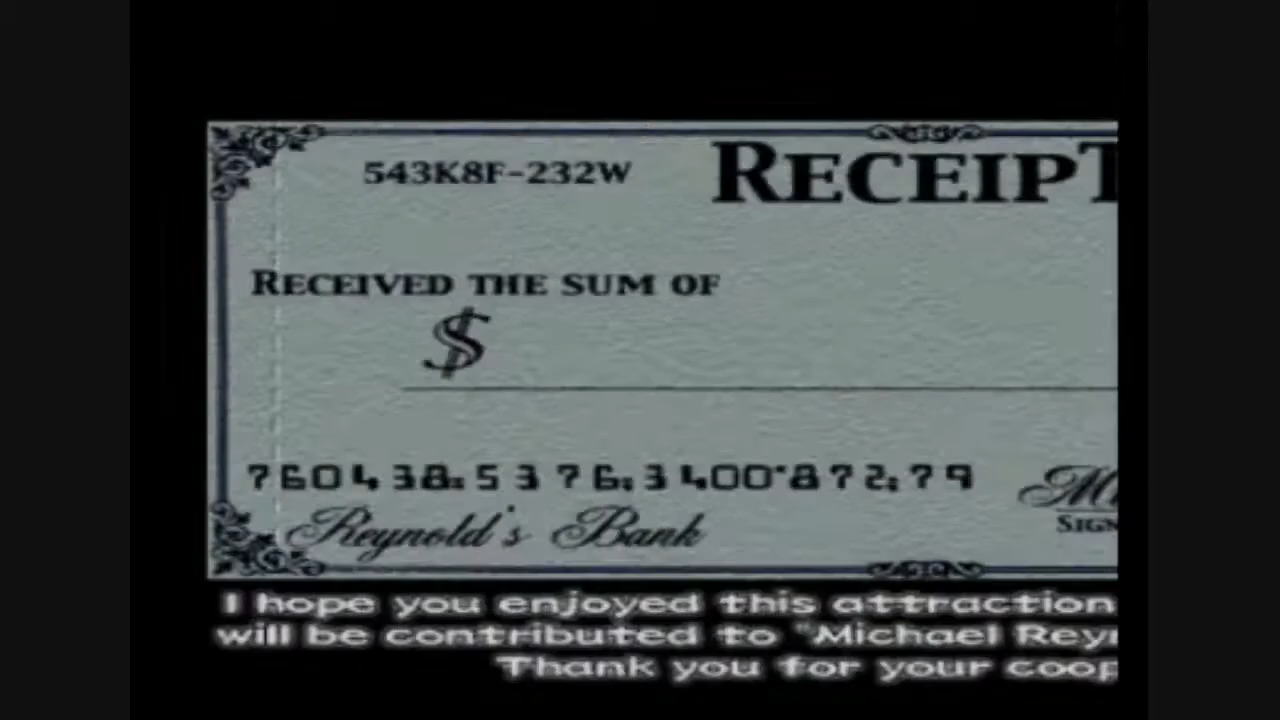 543K8F-232W
RECEIPT
RECEIVED THE SUM OF
$
Reynold's Bank
I hope you enjoyed this attraction
will be contributed to "Michael
Thank you for your